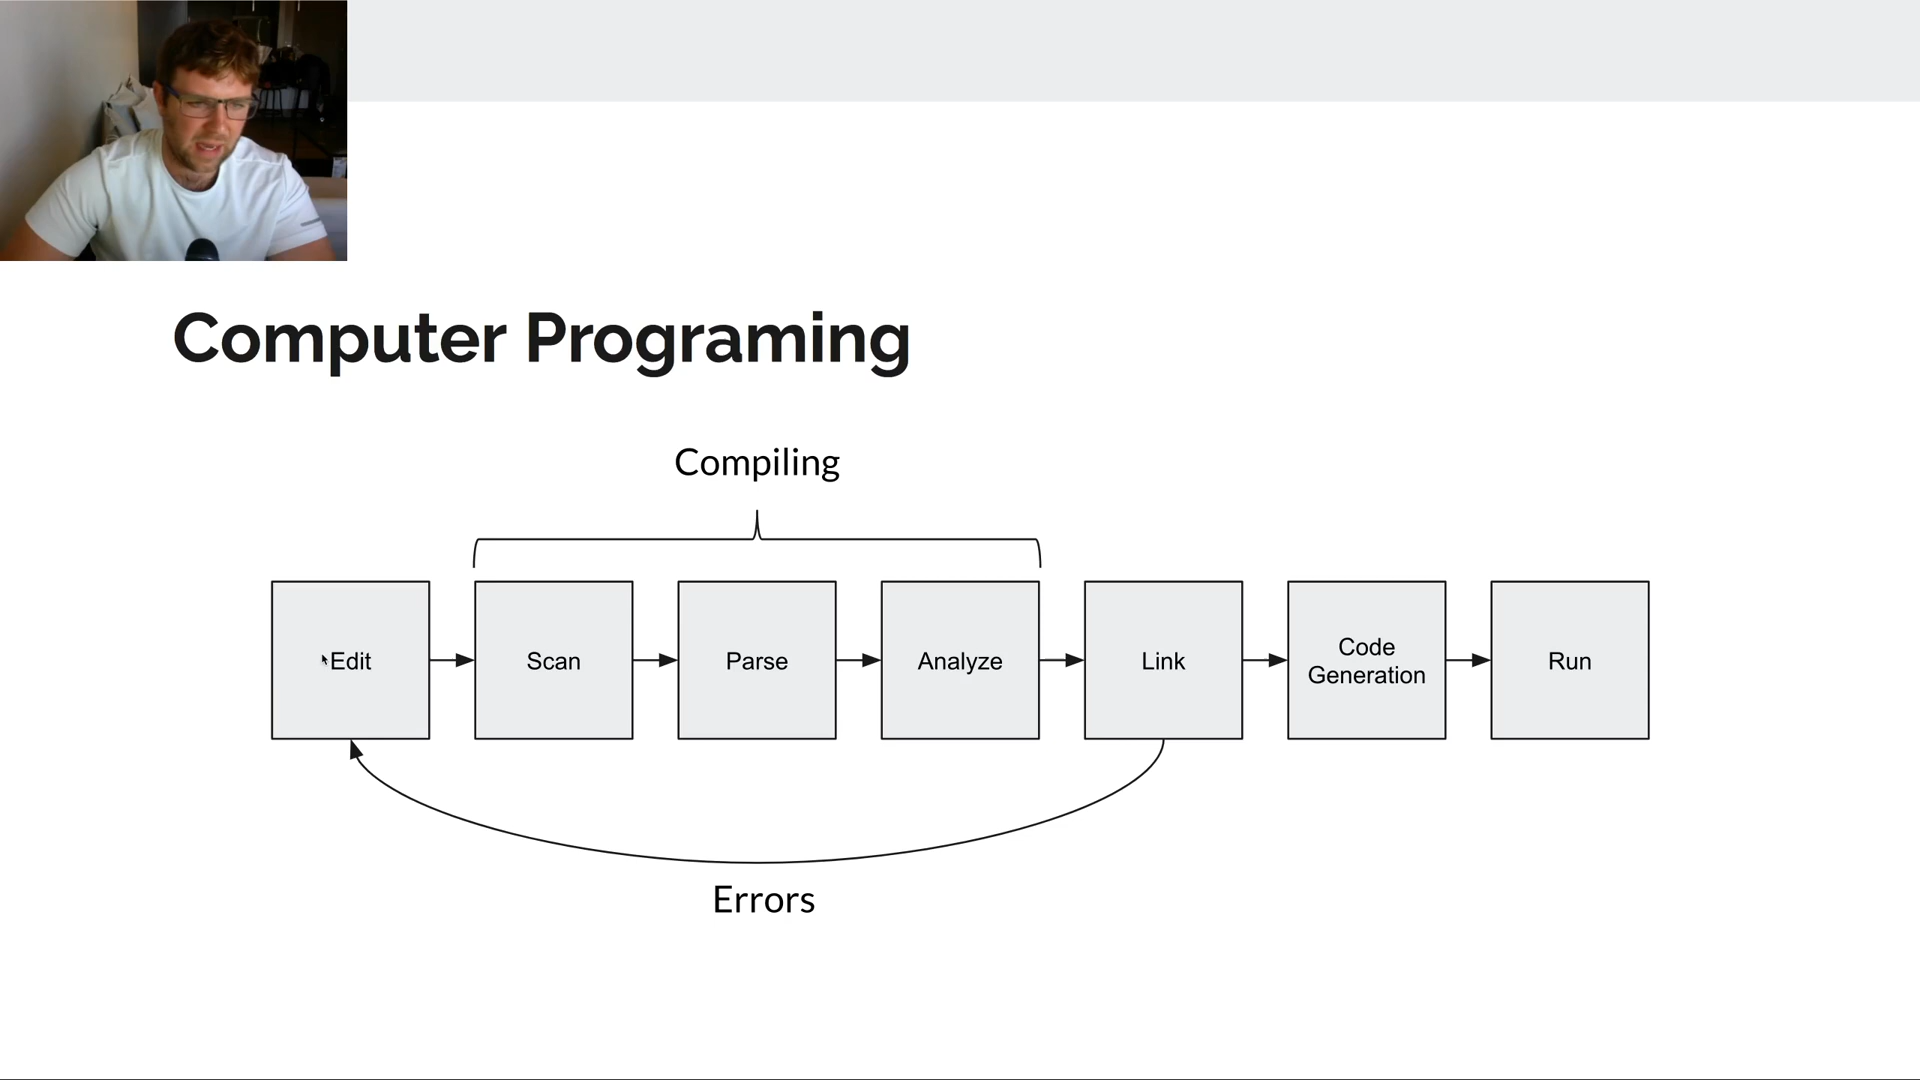 Computer Programing
Compiling
Edit
Scan
Parse
Analyze
Link
Code
Generation
Run
Errors